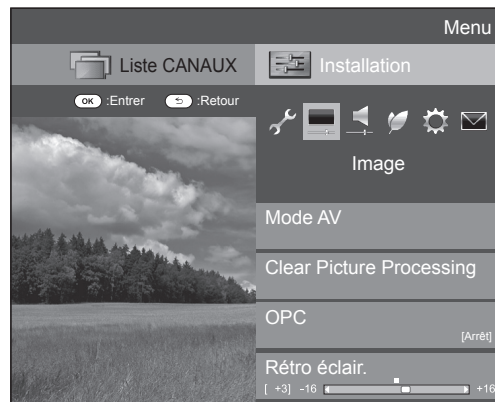 Menu
Liste CANAUX
Installation
OK :Entrer :Retour
Image
Mode AV
Clear Picture Processing
OPC
[Arrêt]
Rétro éclair.
[ +3] -16 +16